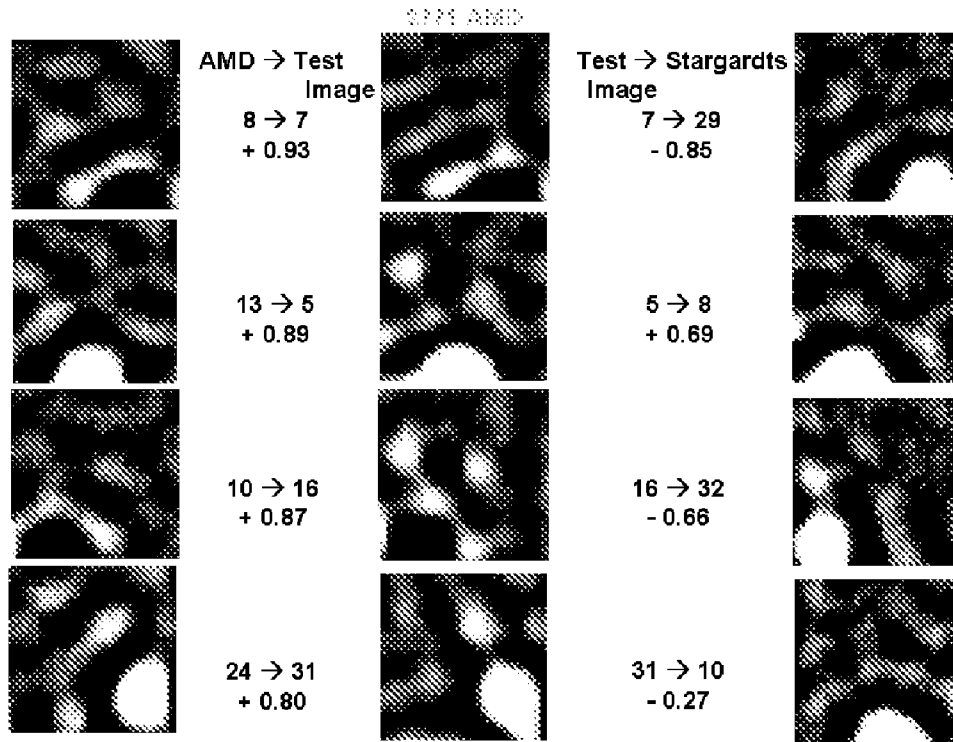 AMD → Test
Image
Test → Stargardts
Image
8 → 7
+ 0.93
7 → 29
- 0.85
13 → 5
+ 0.89
5 → 8
+ 0.69
10 → 16
+ 0.87
16 → 32
- 0.66
24 → 31
+ 0.80
31 → 10
- 0.27